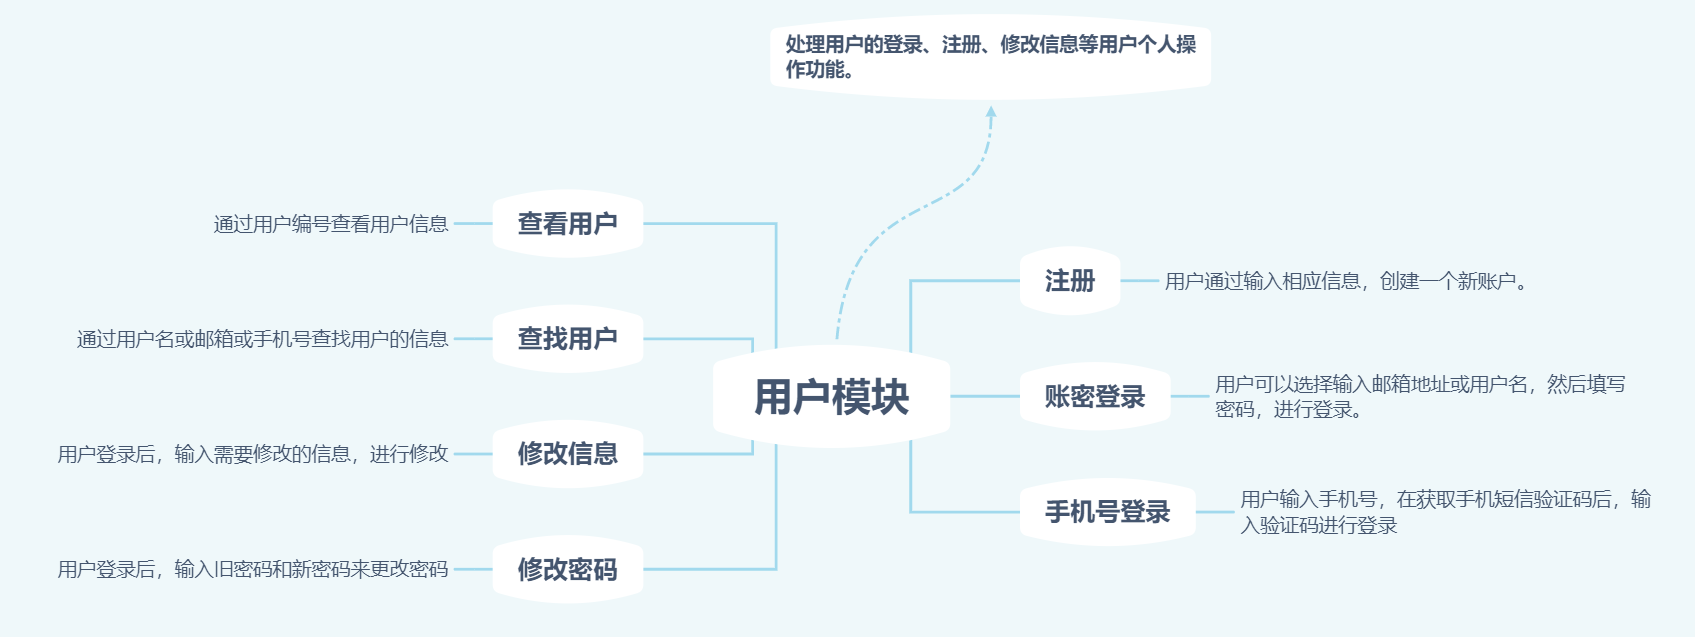 处理用户的登录、注册、修改信息等用户个人操
作功能。
用户模块
注册
用户通过输入相应信息，创建一个新账户。
账密登录
用户可以选择输入邮箱地址或用户名，然后填写
密码，进行登录。
手机号登录
用户输入手机号，在获取手机短信验证码后，输
入验证码进行登录
查看用户
通过用户编号查看用户信息
查找用户
通过用户名或邮箱或手机号查找用户的信息
修改信息
用户登录后，输入需要修改的信息，进行修改
修改密码
用户登录后，输入旧密码和新密码来更改密码